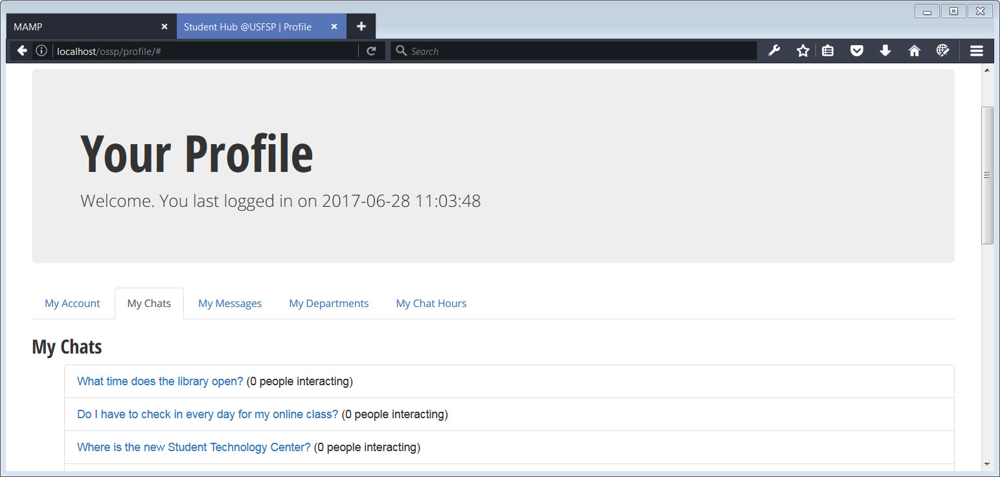 MAMP
Student Hub @USFSP | Profile
localhost/ossp/profile/#
Search
Your Profile
Welcome. You last logged in on 2017-06-28 11:03:48
My Account My Chats My Messages My Departments My Chat Hours
My Chats
What time does the library open? (0 people interacting)
Do I have to check in every day for my online class? (0 people interacting)
Where is the new Student Technology Center? (0 people interacting)